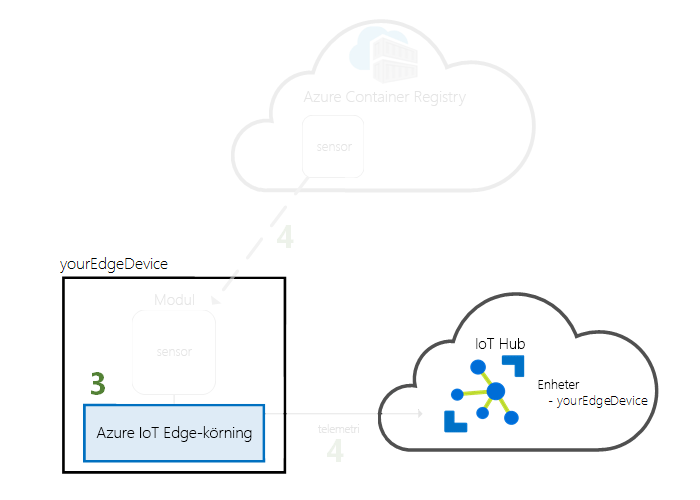 Azure Container Registry
sensor
4
yourEdgeDevice
Modul
sensor
3
Azure IoT Edge-körning
telemetri
4
IoT Hub
Enheter
- yourEdgeDevice